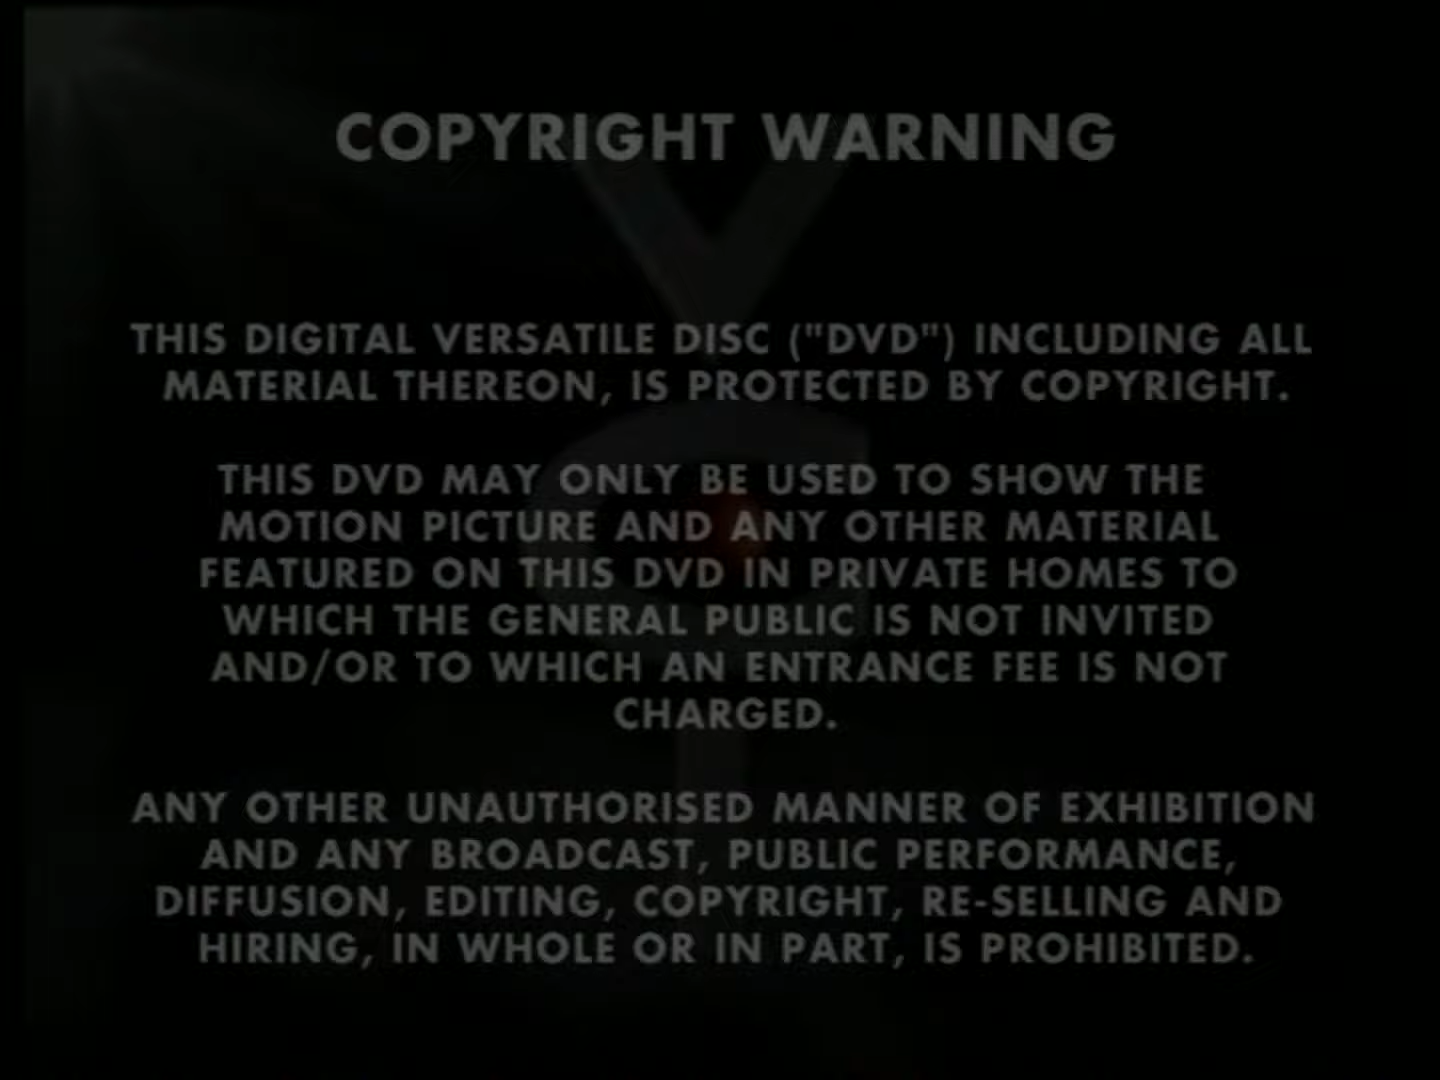 COPYRIGHT WARNING
THIS DIGITAL VERSATILE DISC ("DVD") INCLUDING ALL
MATERIAL THEREON, IS PROTECTED BY COPYRIGHT.
THIS DVD MAY ONLY BE USED TO SHOW THE
MOTION PICTURE AND ANY OTHER MATERIAL
FEATURED ON THIS DVD IN PRIVATE HOMES TO
WHICH THE GENERAL PUBLIC IS NOT INVITED
AND/OR TO WHICH AN ENTRANCE FEE IS NOT
CHARGED.
ANY OTHER UNAUTHORISED MANNER OF EXHIBITION
AND ANY BROADCAST, PUBLIC PERFORMANCE,
DIFFUSION, EDITING, COPYRIGHT, RE-SELLING AND
HIRING, IN WHOLE OR IN PART, IS PROHIBITED.